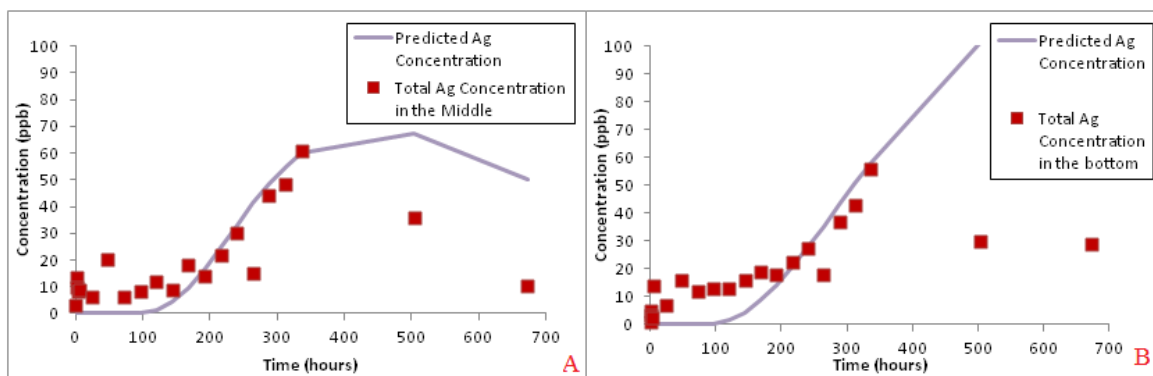 Predicted Ag
Concentration
Total Ag Concentration
in the Middle
100
90
80
70
60
50
40
30
20
10
0
Concentration (ppb)
0 100 200 300 400 500 600 700
Time (hours)
A
Predicted Ag
Concentration
Total Ag
Concentration
in the bottom
100
90
80
70
60
50
40
30
20
10
0
Concentration (ppb)
0 100 200 300 400 500 600 700
Time (hours)
B